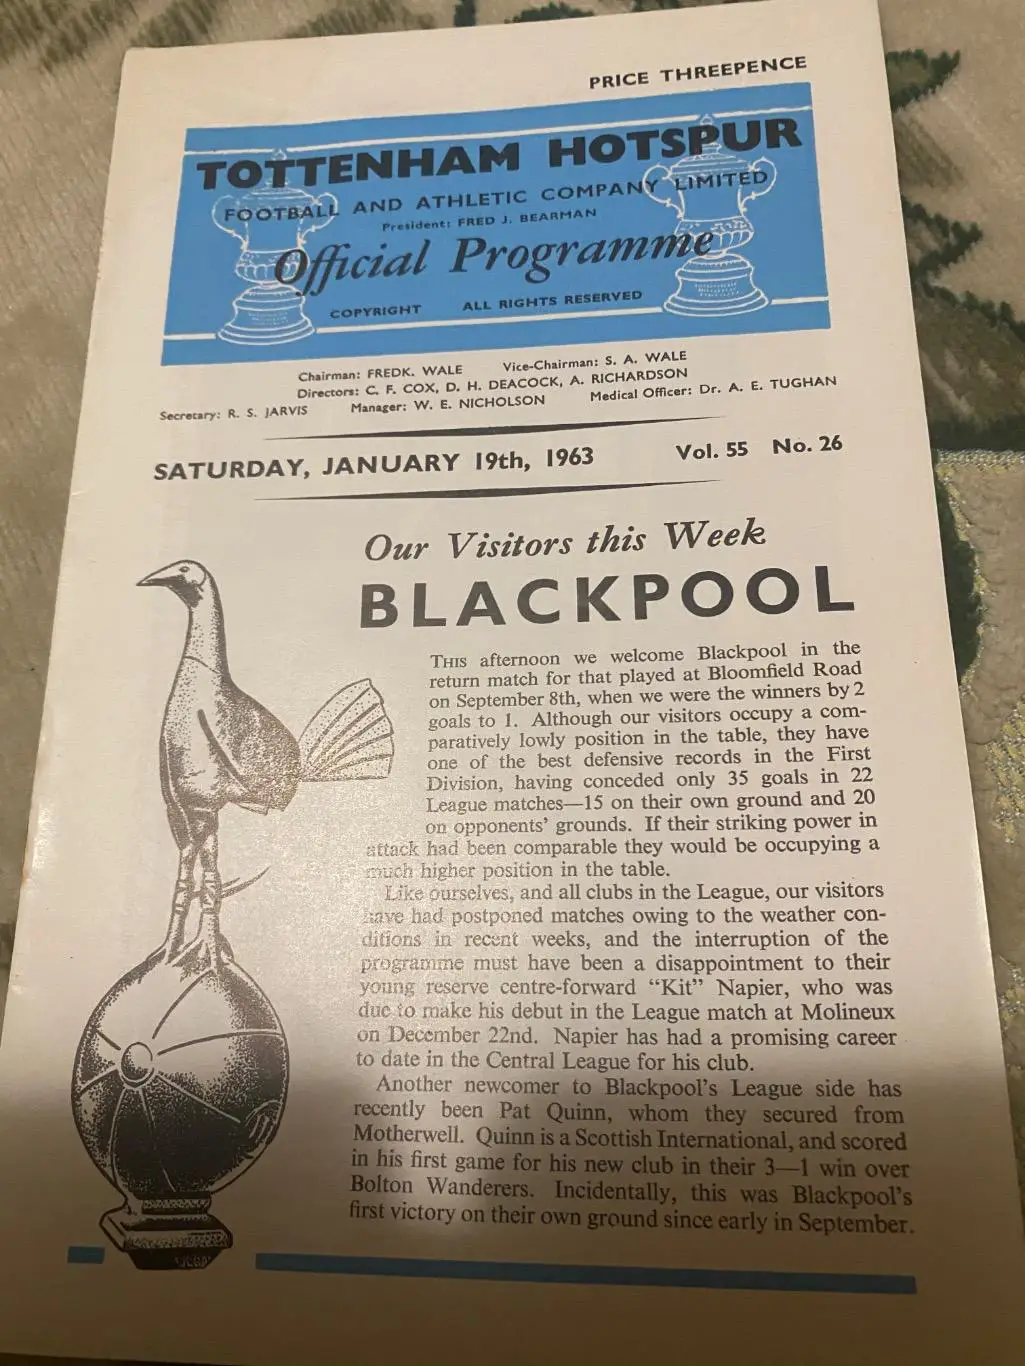 PRICE THREEPENCE
TOTTENHAM HOTSPUR
FOOTBALL AND ATHLETIC COMPANY LIMITED
President: FRED J. BEARMAN
Official Programme
COPYRIGHT ALL RIGHTS RESERVED
Chairman: FREDK. WALE Vice-Chairman: S. A. WALE
Directors: C. F. COX, D. H. DEACOCK, A. RICHARDSON
Secretary: R. S. JARVIS Manager: W. E. NICHOLSON Medical Officer: Dr. A. E. TUGHAN
SATURDAY, JANUARY 19th, 1963 Vol. 55 No. 26
Our Visitors this Week
BLACKPOOL
THIS afternoon we welcome Blackpool in the
return match for that played at Bloomfield Road
on September 8th, when we were the winners by 2
goals to 1. Although our visitors occupy a com-
paratively lowly position in the table, they have
one of the best defensive records in the First
Division, having conceded only 35 goals in 22
League matches—15 on their own ground and 20
on opponents' grounds. If their striking power in
attack had been comparable they would be occupying a
much higher position in the table.
Like ourselves, and all clubs in the League, our visitors
have had postponed matches owing to the weather con-
ditions in recent weeks, and the interruption of the
programme must have been a disappointment to their
young reserve centre-forward "Kit" Napier, who was
due to make his debut in the League match at Molineux
on December 22nd. Napier has had a promising career
to date in the Central League for his club.
Another newcomer to Blackpool's League side has
recently been Pat Quinn, whom they secured from
Motherwell. Quinn is a Scottish International, and scored
in his first game for his new club in their 3—1 win over
Bolton Wanderers. Incidentally, this was Blackpool's
first victory on their own ground since early in September.